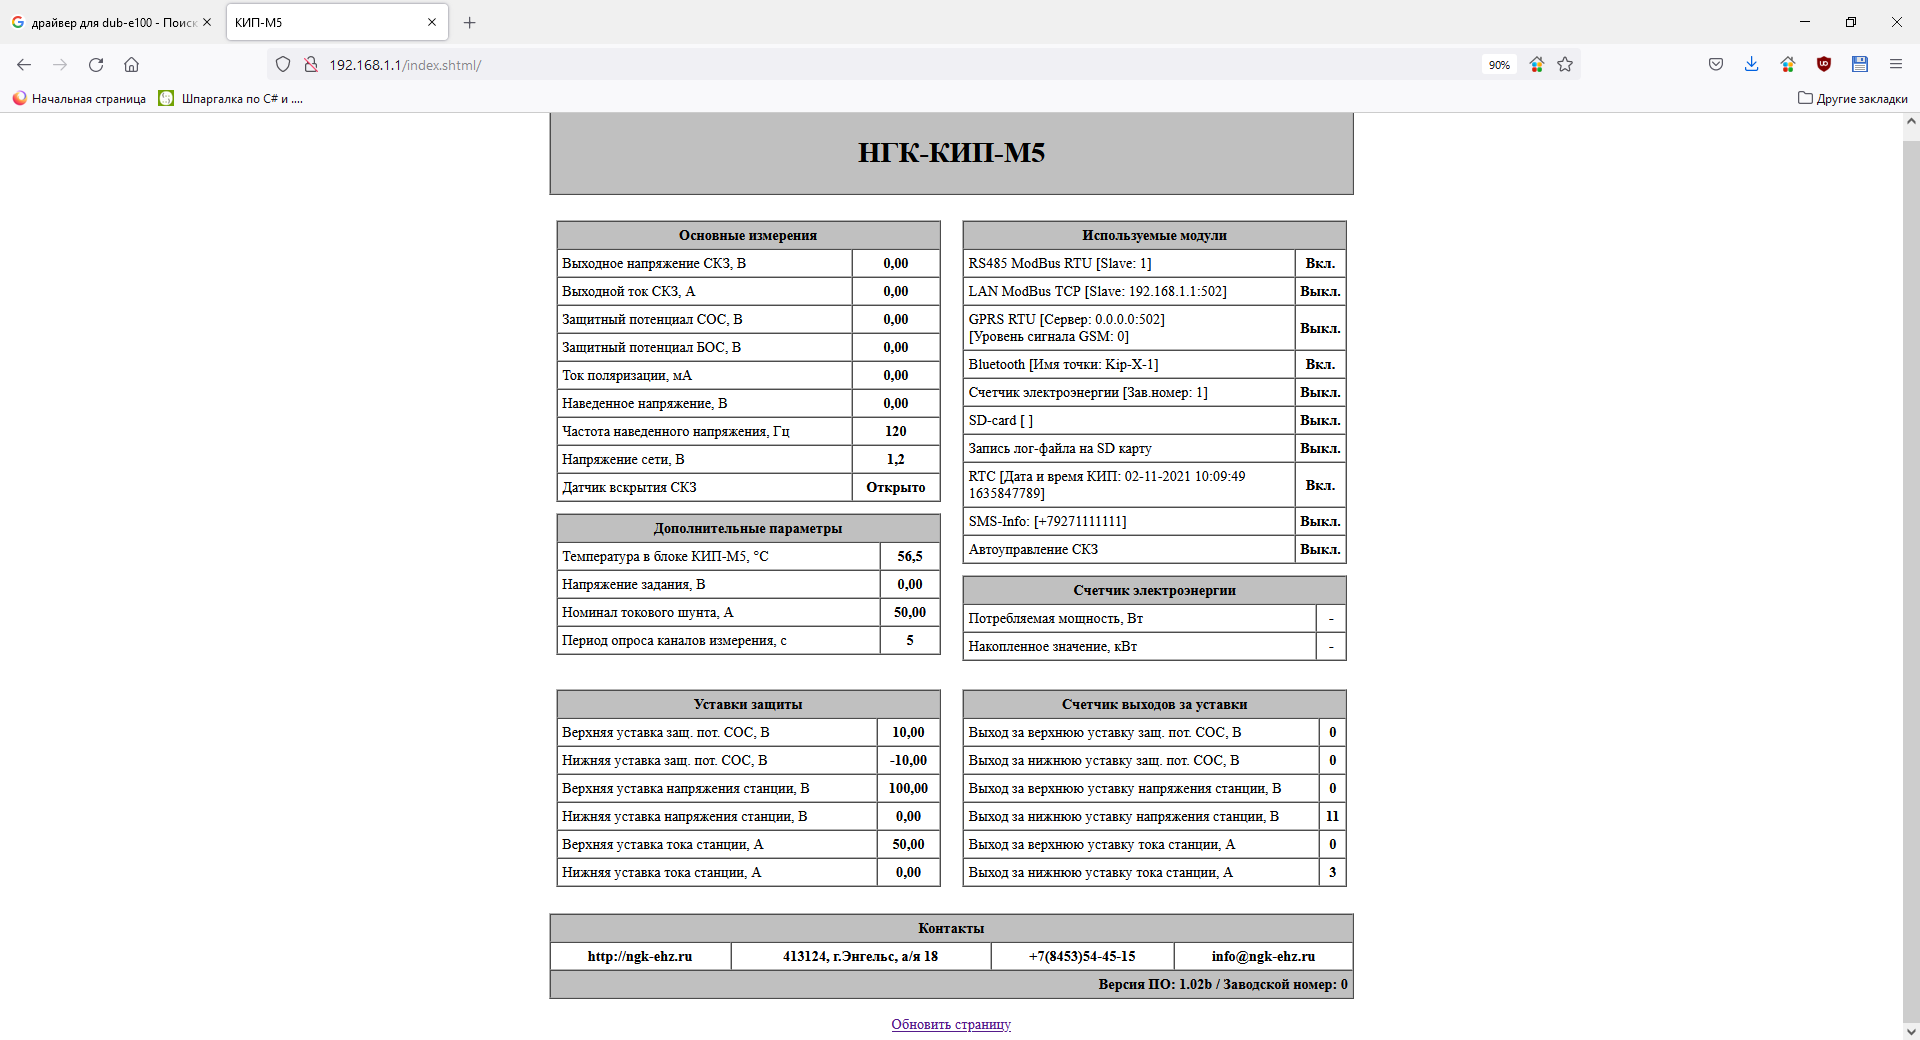 драйвер для dub-e100 - Поиск
КИП-М5
192.168.1.1/index.shtml/
90%
Начальная страница
Шпаргалка по C# и ....
Другие закладки
НГК-КИП-М5
Основные измерения
Выходное напряжение СКЗ, В 0,00
Выходной ток СКЗ, А 0,00
Защитный потенциал СОС, В 0,00
Защитный потенциал БОС, В 0,00
Ток поляризации, мА 0,00
Наведенное напряжение, В 0,00
Частота наведенного напряжения, Гц 120
Напряжение сети, В 1,2
Датчик вскрытия СКЗ Открыто
Дополнительные параметры
Температура в блоке КИП-М5, °C 56,5
Напряжение задания, В 0,00
Номинал токового шунта, А 50,00
Период опроса каналов измерения, с 5
Используемые модули
RS485 ModBus RTU [Slave: 1] Вкл.
LAN ModBus TCP [Slave: 192.168.1.1:502] Выкл.
GPRS RTU [Сервер: 0.0.0.0:502]
[Уровень сигнала GSM: 0] Выкл.
Bluetooth [Имя точки: Kip-X-1] Вкл.
Счетчик электроэнергии [Зав.номер: 1] Выкл.
SD-card [ ] Выкл.
Запись лог-файла на SD карту Выкл.
RTC [Дата и время КИП: 02-11-2021 10:09:49
1635847789] Вкл.
SMS-Info: [+79271111111] Выкл.
Автоуправление СКЗ Выкл.
Счетчик электроэнергии
Потребляемая мощность, Вт -
Накопленное значение, кВт -
Уставки защиты
Верхняя уставка защ. пот. СОС, В 10,00
Нижняя уставка защ. пот. СОС, В -10,00
Верхняя уставка напряжения станции, В 100,00
Нижняя уставка напряжения станции, В 0,00
Верхняя уставка тока станции, А 50,00
Нижняя уставка тока станции, А 0,00
Счетчик выходов за уставки
Выход за верхнюю уставку защ. пот. СОС, В 0
Выход за нижнюю уставку защ. пот. СОС, В 0
Выход за верхнюю уставку напряжения станции, В 0
Выход за нижнюю уставку напряжения станции, В 11
Выход за верхнюю уставку тока станции, А 0
Выход за нижнюю уставку тока станции, А 3
Контакты
http://ngk-ehz.ru 413124, г.Энгельс, а/я 18 +7(8453)54-45-15 info@ngk-ehz.ru
Версия ПО: 1.02b / Заводской номер: 0
Обновить страницу